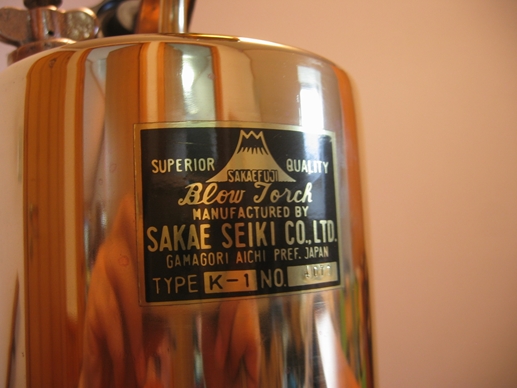 SUPERIOR QUALITY
SAKAEFUJI
Blow Torch
MANUFACTURED BY
SAKAE SEIKI CO., LTD.
GAMAGORI AICHI PREF. JAPAN
TYPE K-1 NO.